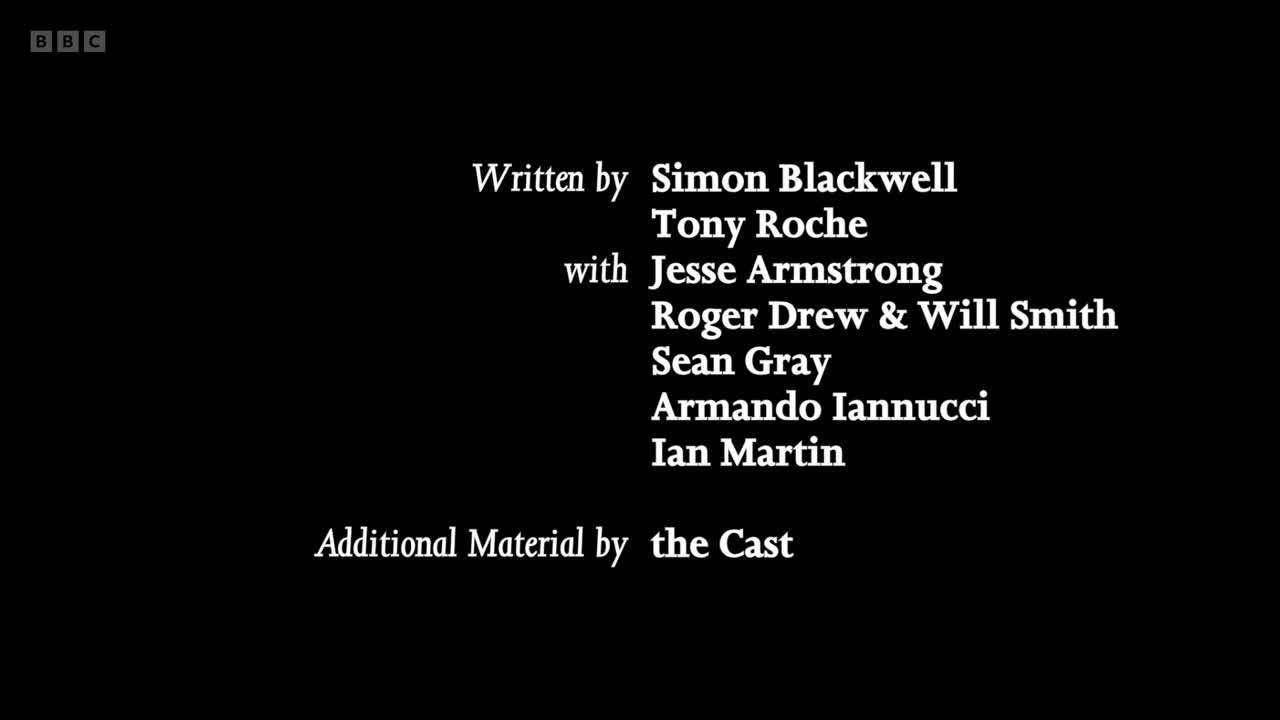 BBC
Written by Simon Blackwell
Tony Roche
with Jesse Armstrong
Roger Drew & Will Smith
Sean Gray
Armando Iannucci
Ian Martin
Additional Material by the Cast